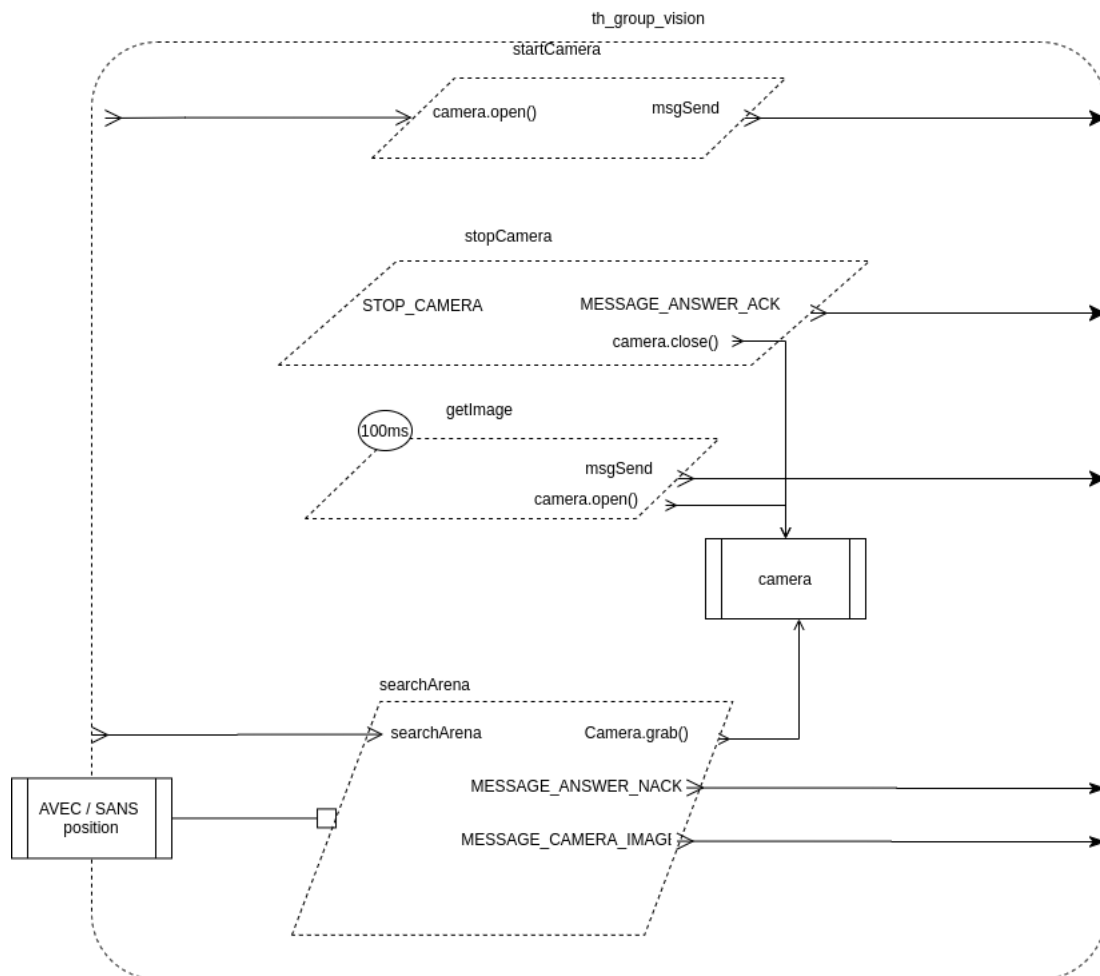 th_group_vision
startCamera
camera.open()
msgSend
stopCamera
STOP_CAMERA
MESSAGE_ANSWER_ACK
camera.close()
getImage
100ms
msgSend
camera.open()
camera
searchArena
searchArena
Camera.grab()
MESSAGE_ANSWER_NACK
AVEC / SANS
position
MESSAGE_CAMERA_IMAGE